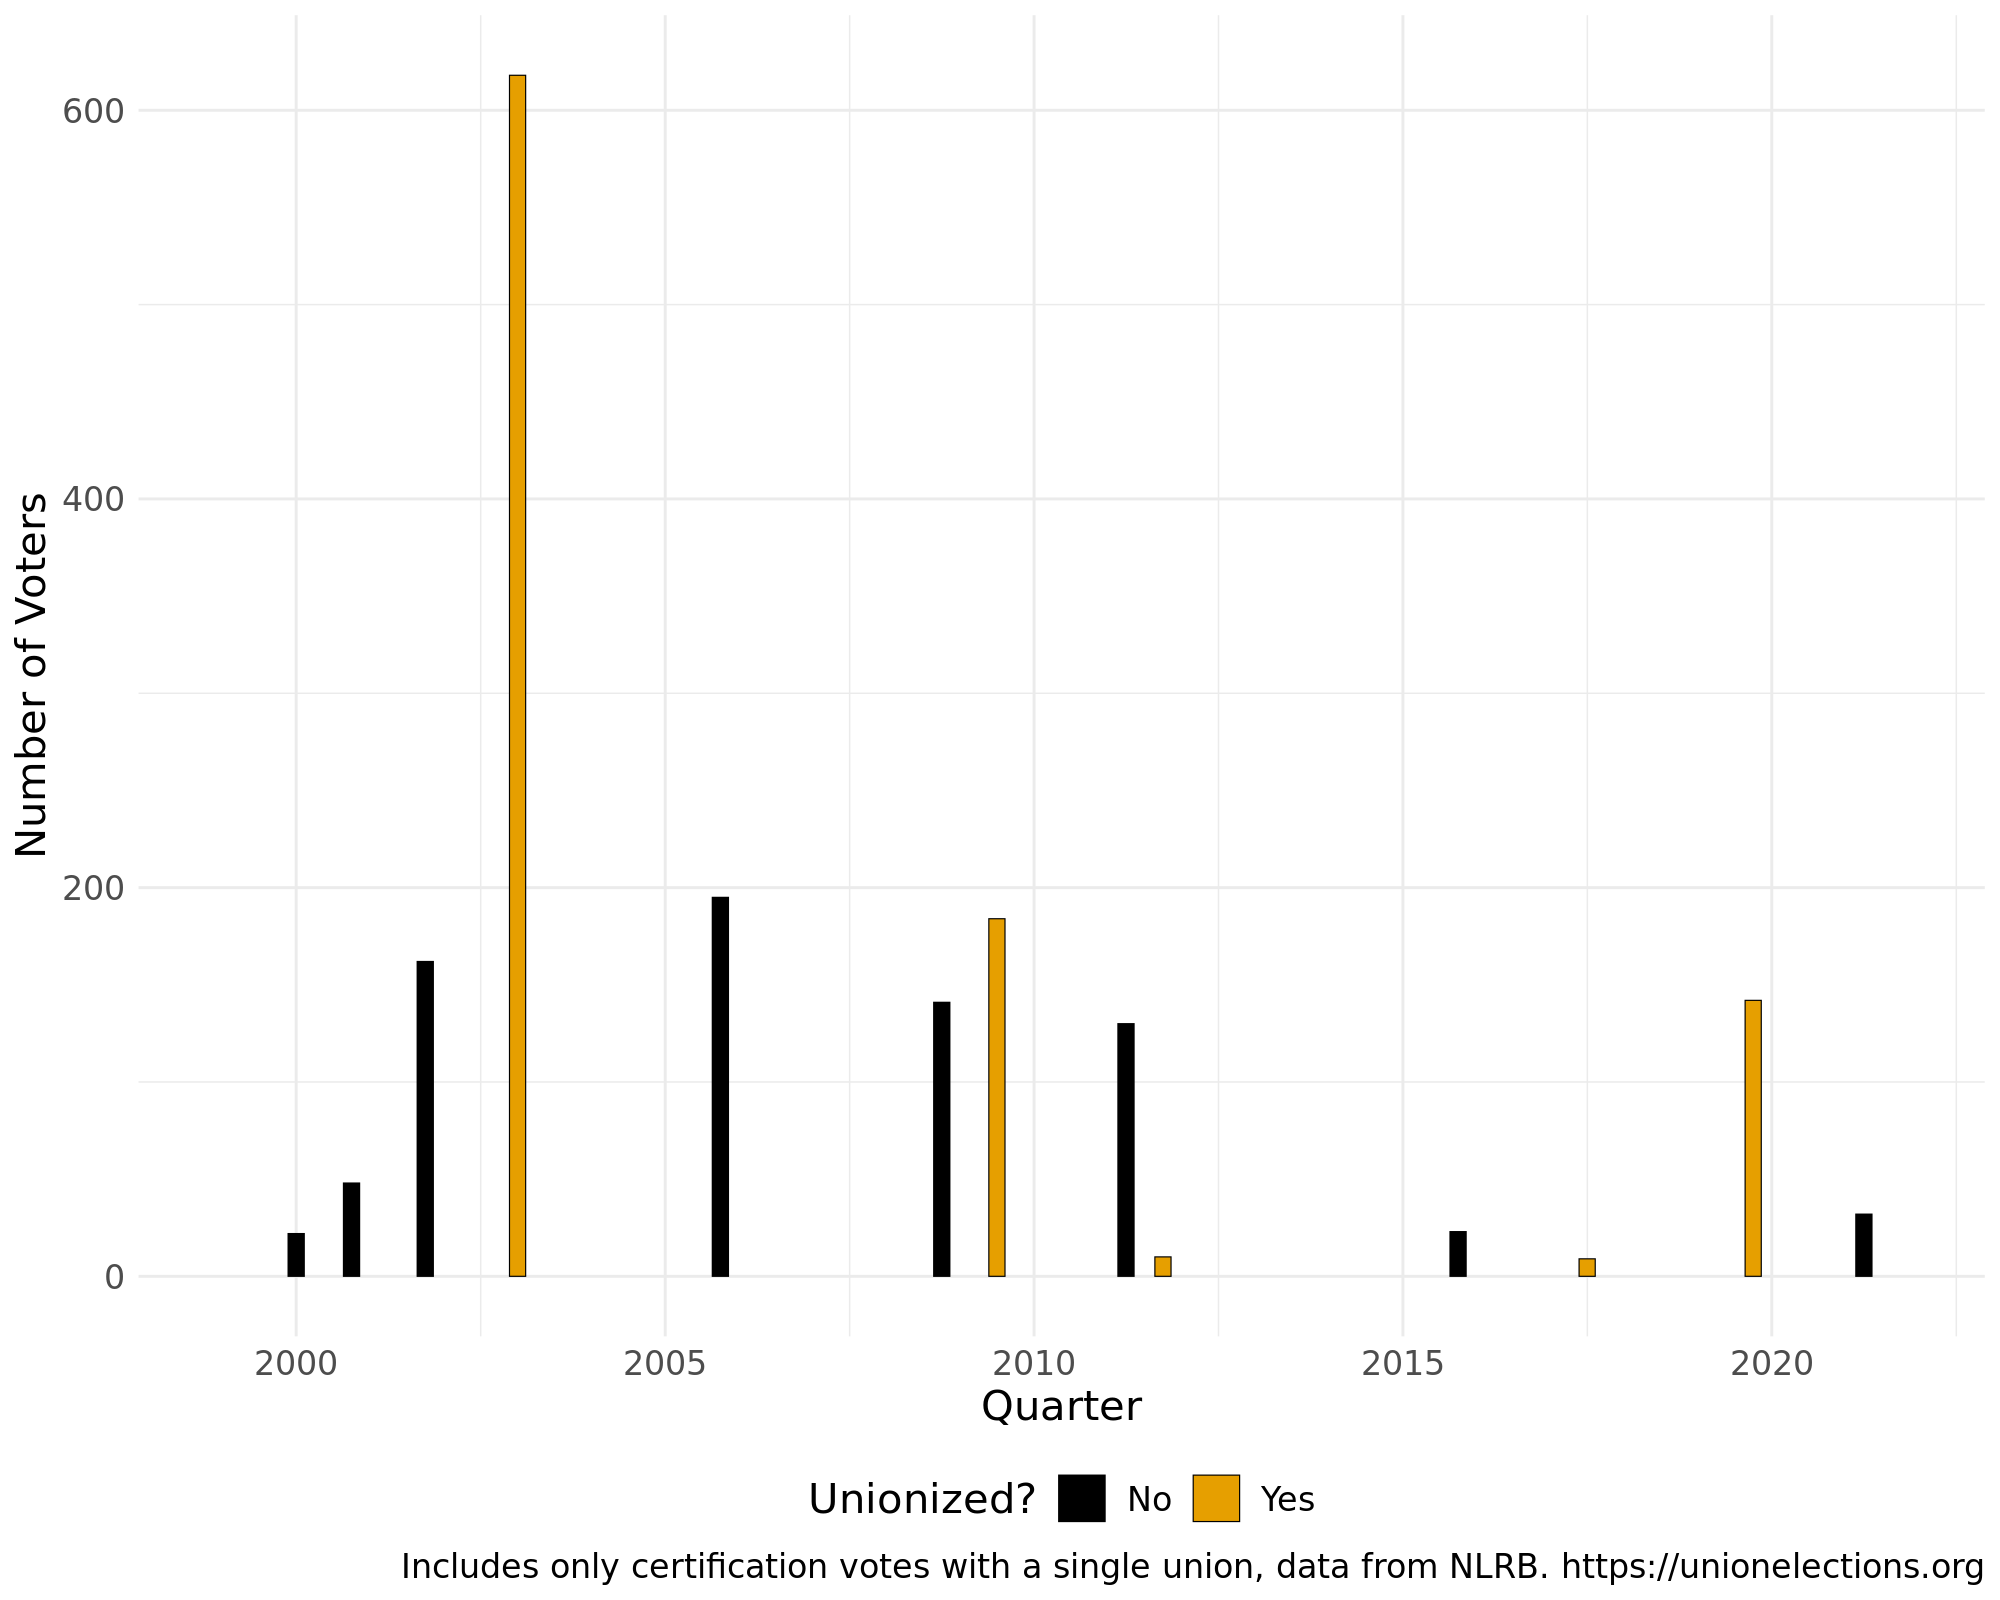 600
400
200
0
Number of Voters
2000 2005 2010 2015 2020
Quarter
Unionized? No Yes
Includes only certification votes with a single union, data from NLRB. https://unionelections.org